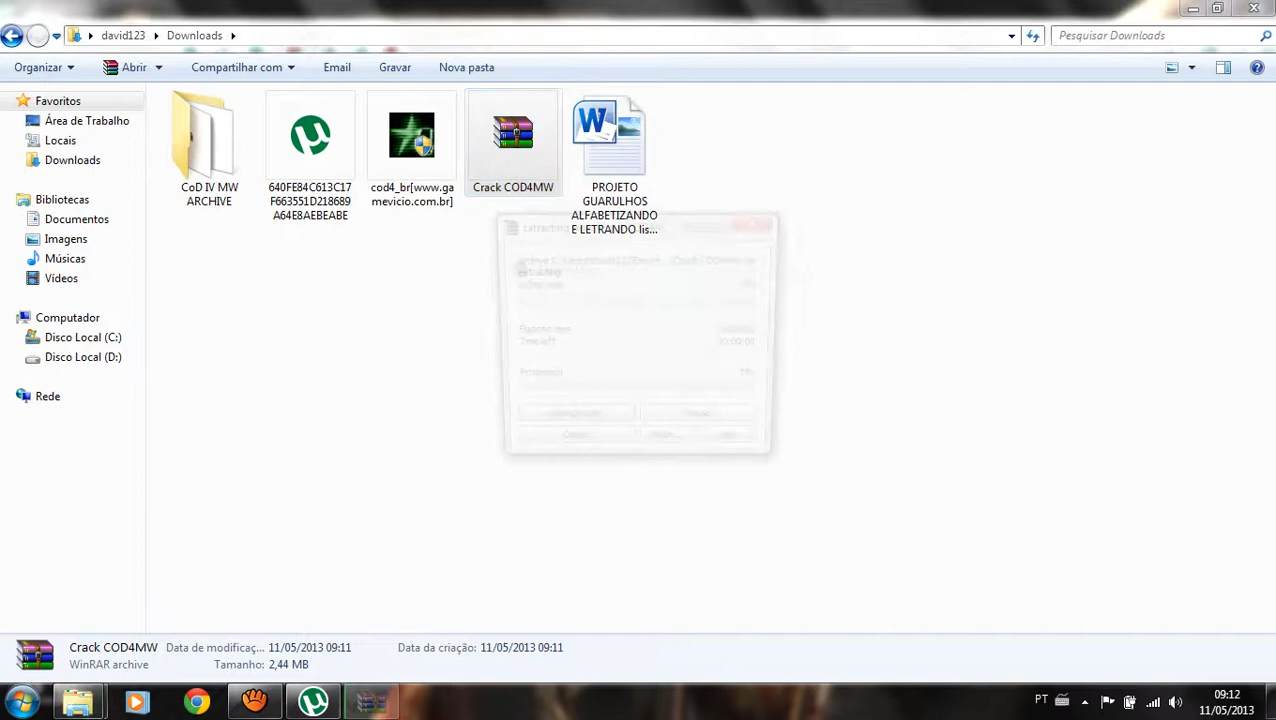 david123
Downloads
Pesquisar Downloads
Organizar
Abrir
Compartilhar com
Email
Gravar
Nova pasta
Favoritos
Área de Trabalho
Locais
Downloads
Bibliotecas
Documentos
Imagens
Músicas
Vídeos
Computador
Disco Local (C:)
Disco Local (D:)
Rede
CoD IV MW
ARCHIVE
640FE84C613C17
F663551D218689
A64E8AEBEABE
cod4_br[www.ga
mevicio.com.br]
Crack COD4MW
PROJETO
GUARULHOS
ALFABETIZANDO
E LETRANDO lis...
extracting
Time left
Crack COD4MW
Data de modificaç... 11/05/2013 09:11
Data da criação: 11/05/2013 09:11
WinRAR archive
Tamanho: 2,44 MB
PT
09:12
11/05/2013